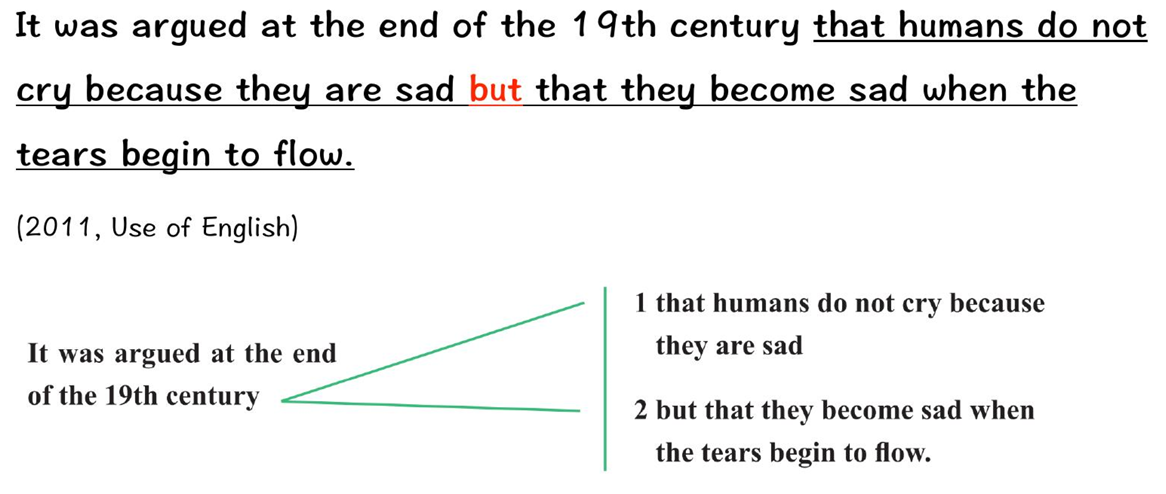 It was argued at the end of the 19th century that humans do not
cry because they are sad but that they become sad when the
tears begin to flow.
(2011, Use of English)
It was argued at the end
of the 19th century
1 that humans do not cry because
they are sad
2 but that they become sad when
the tears begin to flow.